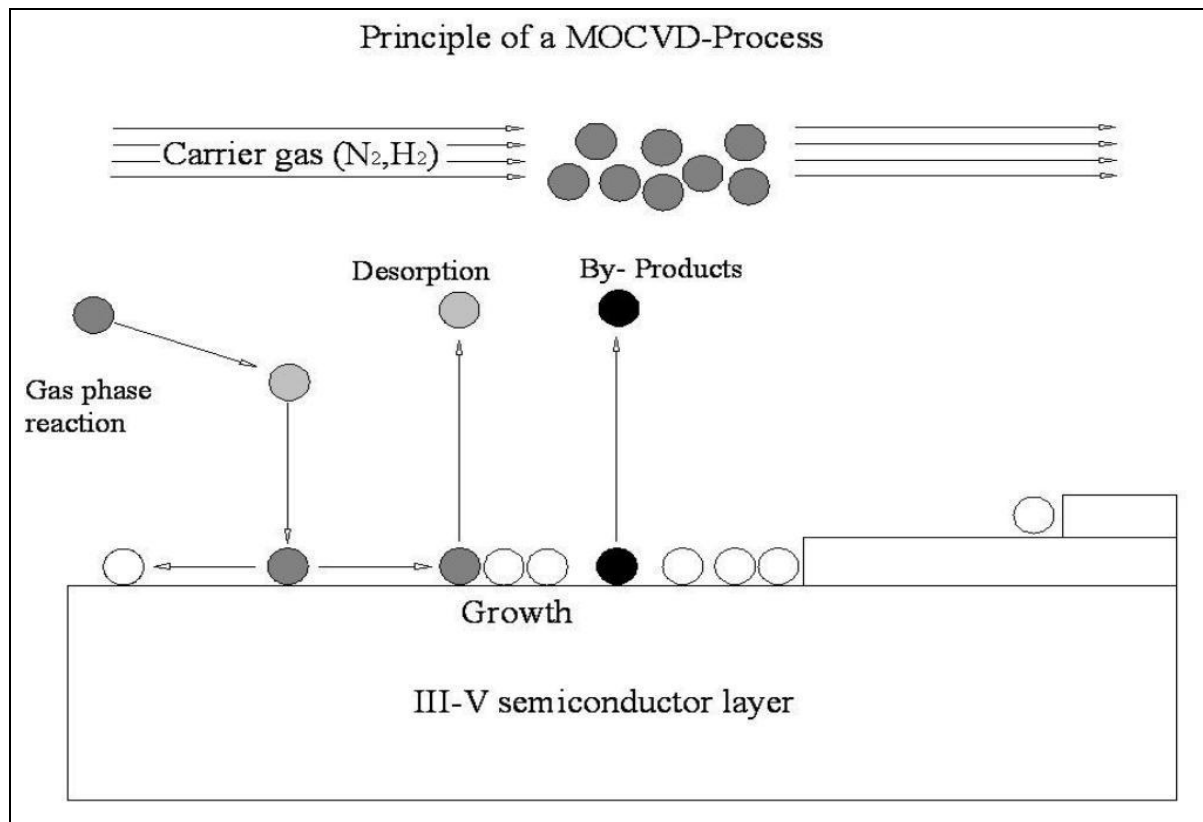 Principle of a MOCVD-Process
Carrier gas (N₂,H₂)
Desorption
By- Products
Gas phase
reaction
Growth
III-V semiconductor layer